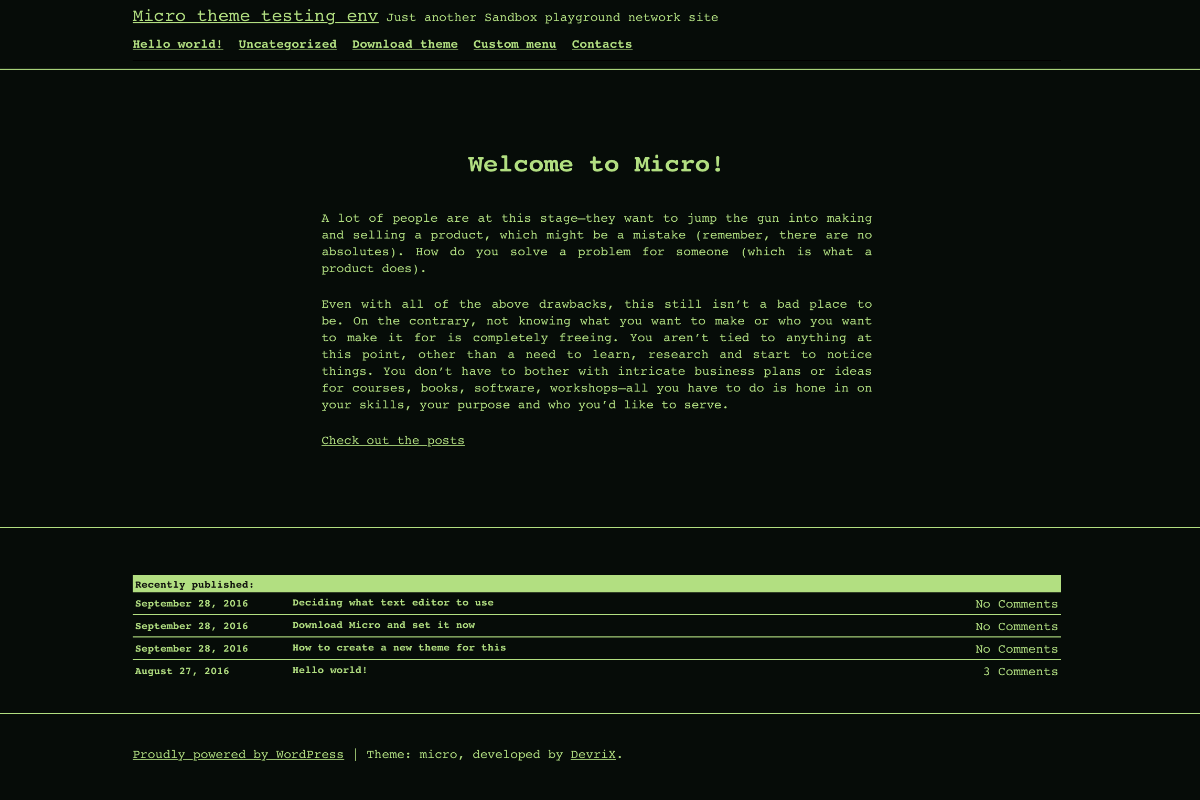 Micro theme testing env Just another Sandbox playground network site
Hello world! Uncategorized Download theme Custom menu Contacts
Welcome to Micro!
A lot of people are at this stage—they want to jump the gun into making
and selling a product, which might be a mistake (remember, there are no
absolutes). How do you solve a problem for someone (which is what a
product does).
Even with all of the above drawbacks, this still isn’t a bad place to
be. On the contrary, not knowing what you want to make or who you want
to make it for is completely freeing. You aren’t tied to anything at
this point, other than a need to learn, research and start to notice
things. You don’t have to bother with intricate business plans or ideas
for courses, books, software, workshops—all you have to do is hone in on
your skills, your purpose and who you’d like to serve.
Check out the posts
Recently published:
September 28, 2016 Deciding what text editor to use No Comments
September 28, 2016 Download Micro and set it now No Comments
September 28, 2016 How to create a new theme for this No Comments
August 27, 2016 Hello world! 3 Comments
Proudly powered by WordPress | Theme: micro, developed by DevriX.